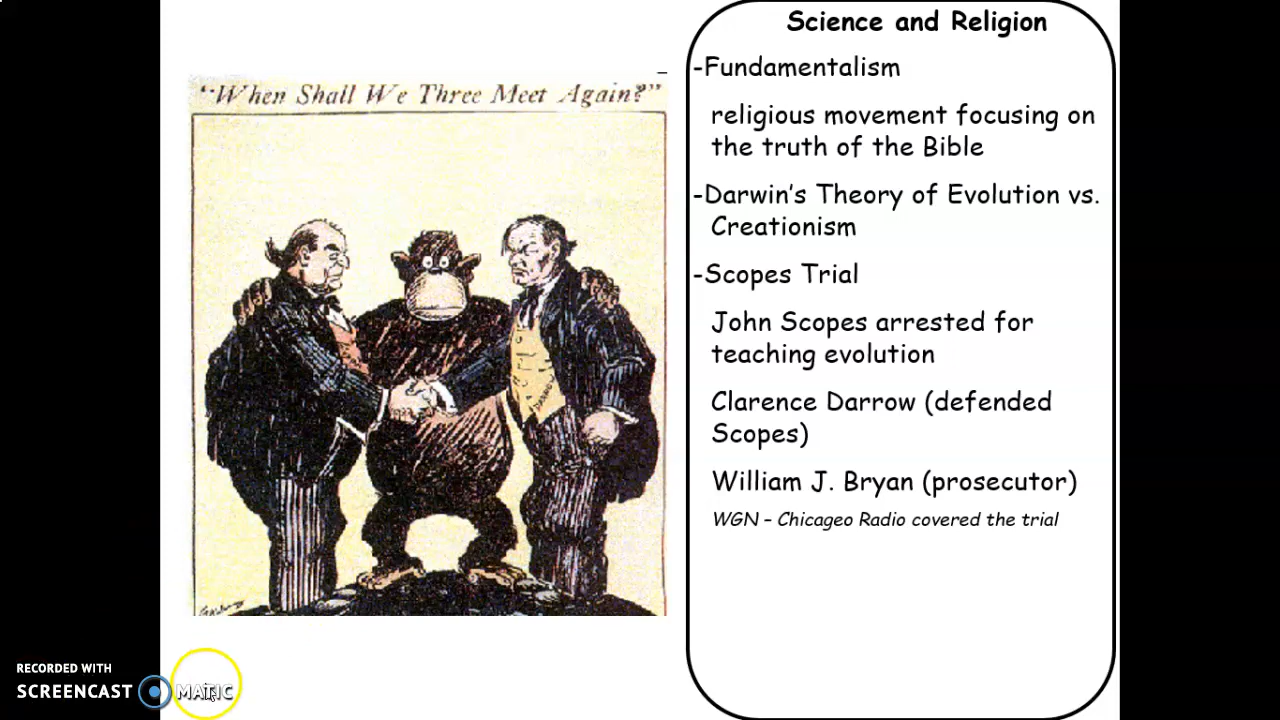 "When Shall We Three Meet Again?"
Science and Religion
-Fundamentalism
religious movement focusing on
the truth of the Bible
-Darwin's Theory of Evolution vs.
Creationism
-Scopes Trial
John Scopes arrested for
teaching evolution
Clarence Darrow (defended
Scopes)
William J. Bryan (prosecutor)
WGN – Chicageo Radio covered the trial
RECORDED WITH
SCREENCAST MATIC